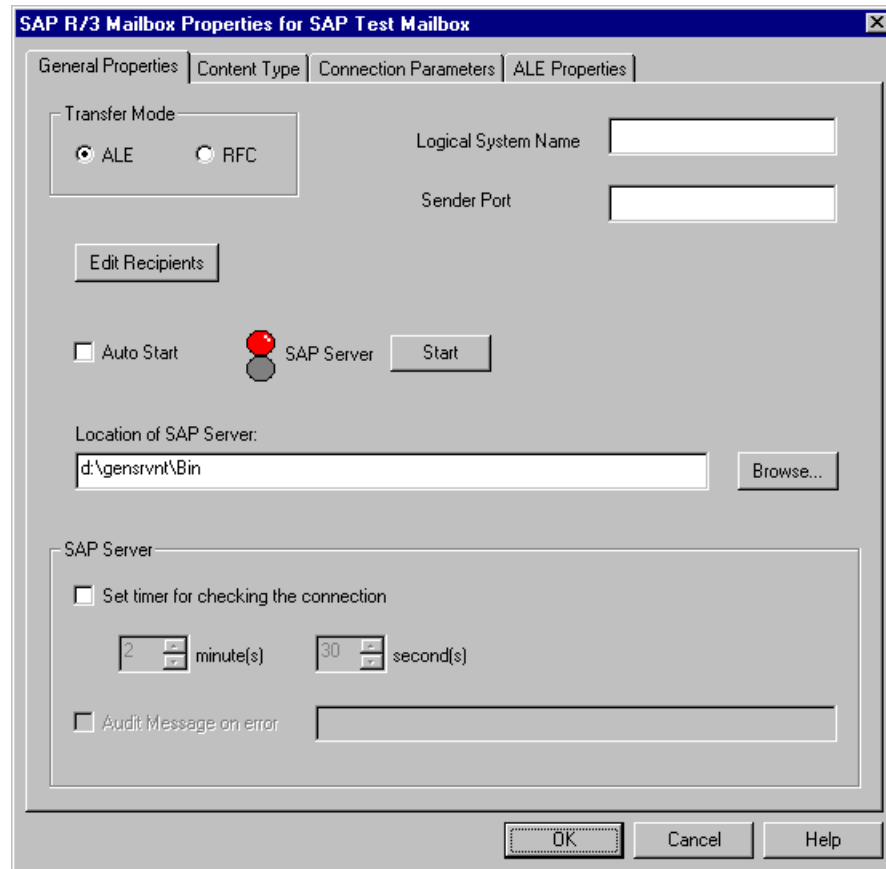 SAP R/3 Mailbox Properties for SAP Test Mailbox
General Properties Content Type Connection Parameters ALE Properties
Transfer Mode
ALE RFC
Logical System Name
Sender Port
Edit Recipients
Auto Start SAP Server Start
Location of SAP Server:
d:\gensrvnt\Bin Browse...
SAP Server
Set timer for checking the connection
2 minute(s) 30 second(s)
Audit Message on error
OK Cancel Help